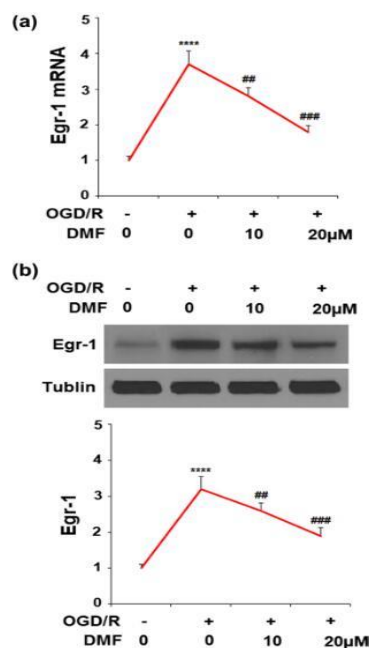 (a)
Egr-1 mRNA
5
4
3
2
1
0
****
##
###
OGD/R - + + +
DMF 0 0 10 20μM
(b)
OGD/R - + + +
DMF 0 0 10 20μM
Egr-1
Tublin
Egr-1
5
4
3
2
1
0
****
##
###
OGD/R - + + +
DMF 0 0 10 20μM